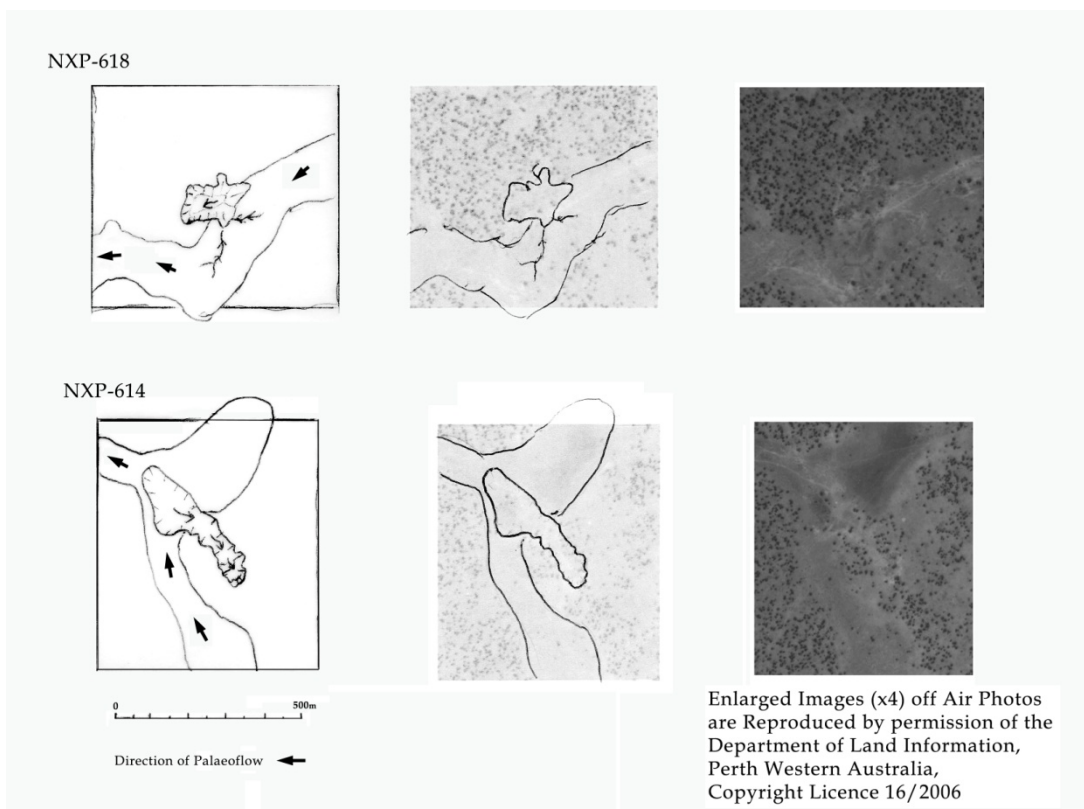 NXP-618
NXP-614
0 500m
Direction of Palaeoflow
Enlarged Images (x4) off Air Photos
are Reproduced by permission of the
Department of Land Information,
Perth Western Australia,
Copyright Licence 16/2006